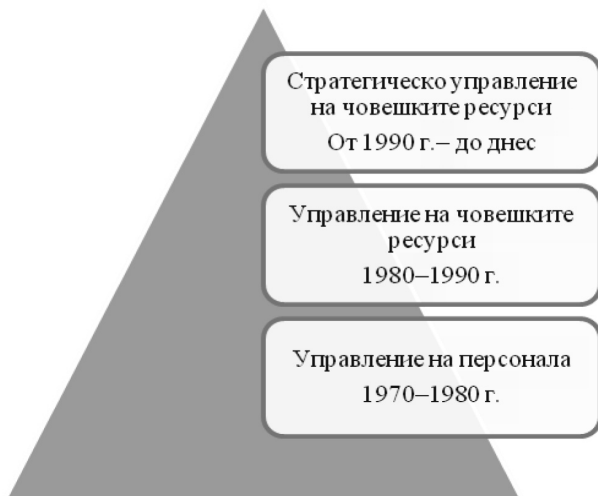 Стратегическо управление
на човешките ресурси
От 1990 г.– до днес
Управление на човешките
ресурси
1980–1990 г.
Управление на персонала
1970–1980 г.